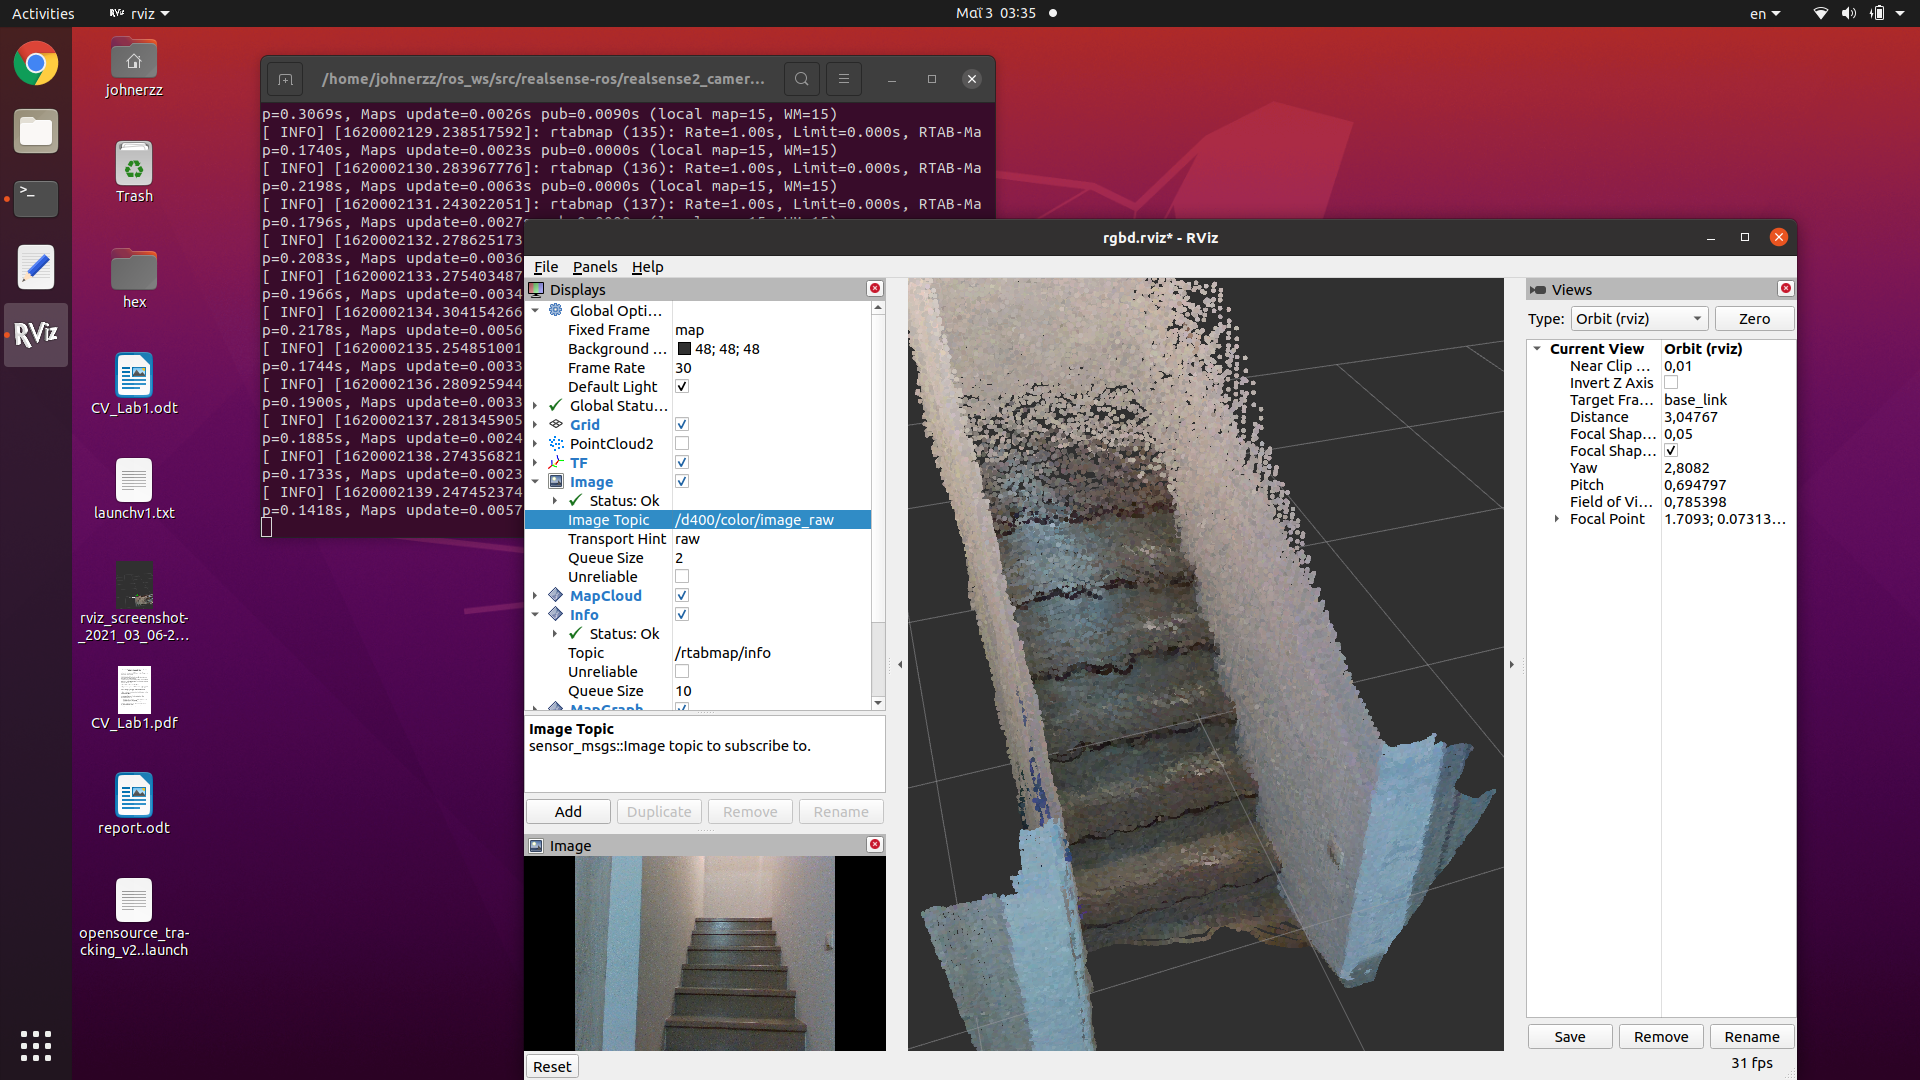 Activities
RViz rviz
Μαΐ 3 03:35
en
johnerzz
Trash
hex
CV_Lab1.odt
launchv1.txt
rviz_screenshot-
_2021_03_06-2...
CV_Lab1.pdf
report.odt
opensource_tra-
cking_v2..launch
>_
RViz
/home/johnerzz/ros_ws/src/realsense-ros/realsense2_camer...
p=0.3069s, Maps update=0.0026s pub=0.0090s (local map=15, WM=15)
[ INFO] [1620002129.238517592]: rtabmap (135): Rate=1.00s, Limit=0.000s, RTAB-Ma
p=0.1740s, Maps update=0.0023s pub=0.0000s (local map=15, WM=15)
[ INFO] [1620002130.283967776]: rtabmap (136): Rate=1.00s, Limit=0.000s, RTAB-Ma
p=0.2198s, Maps update=0.0063s pub=0.0000s (local map=15, WM=15)
[ INFO] [1620002131.243022051]: rtabmap (137): Rate=1.00s, Limit=0.000s, RTAB-Ma
p=0.1796s, Maps update=0.0027s
[ INFO] [1620002132.278625173
p=0.2083s, Maps update=0.0036
[ INFO] [1620002133.275403487
p=0.1966s, Maps update=0.0034
[ INFO] [1620002134.304154266
p=0.2178s, Maps update=0.0056
[ INFO] [1620002135.254851001
p=0.1744s, Maps update=0.0033
[ INFO] [1620002136.280925944
p=0.1900s, Maps update=0.0033
[ INFO] [1620002137.281345905
p=0.1885s, Maps update=0.0024
[ INFO] [1620002138.274356821
p=0.1733s, Maps update=0.0023
[ INFO] [1620002139.247452374
p=0.1418s, Maps update=0.0057
rgbd.rviz* - RViz
File Panels Help
Displays
Global Opti...
Fixed Frame map
Background ... 48; 48; 48
Frame Rate 30
Default Light
Global Statu...
Grid
PointCloud2
TF
Image
Status: Ok
Image Topic /d400/color/image_raw
Transport Hint raw
Queue Size 2
Unreliable
MapCloud
Info
Status: Ok
Topic /rtabmap/info
Unreliable
Queue Size 10
MapGraph
Image Topic
sensor_msgs::Image topic to subscribe to.
Add Duplicate Remove Rename
Image
Reset
Views
Type: Orbit (rviz) Zero
Current View Orbit (rviz)
Near Clip ... 0,01
Invert Z Axis
Target Fra... base_link
Distance 3,04767
Focal Shap... 0,05
Focal Shap...
Yaw 2,8082
Pitch 0,694797
Field of Vi... 0,785398
Focal Point 1.7093; 0.07313...
Save Remove Rename
31 fps